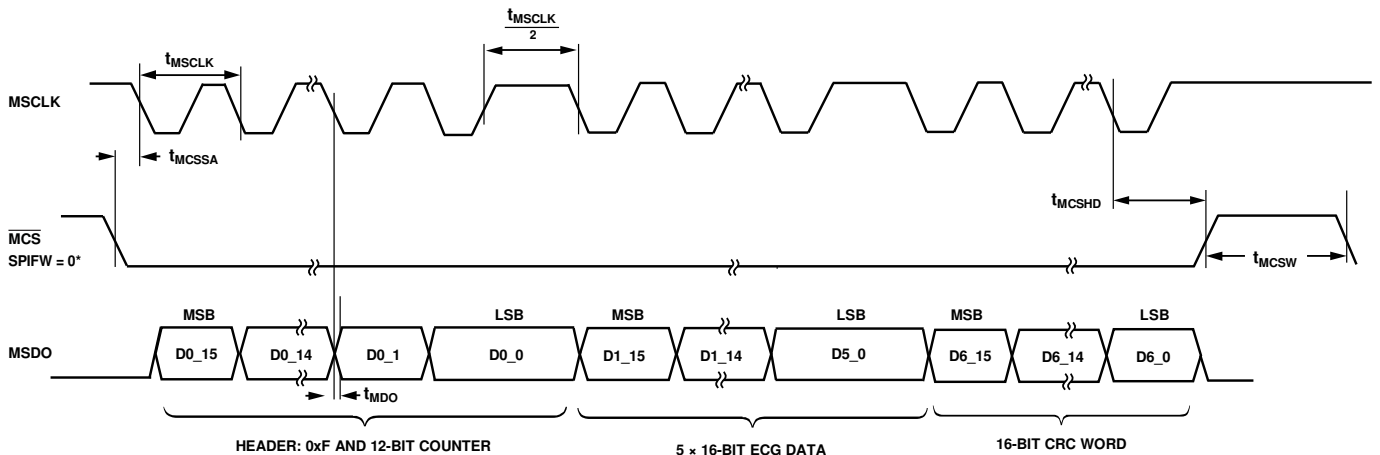 tMSCLK
2
tMSCLK
MSCLK
tMCSSA
tMCSHD
MCS
SPIFW = 0*
tMCSW
MSB
LSB
MSB
LSB
MSB
LSB
MSDO
D0_15
D0_14
D0_1
D0_0
D1_15
D1_14
D5_0
D6_15
D6_14
D6_0
tMDO
HEADER: 0xF AND 12-BIT COUNTER
5 × 16-BIT ECG DATA
16-BIT CRC WORD